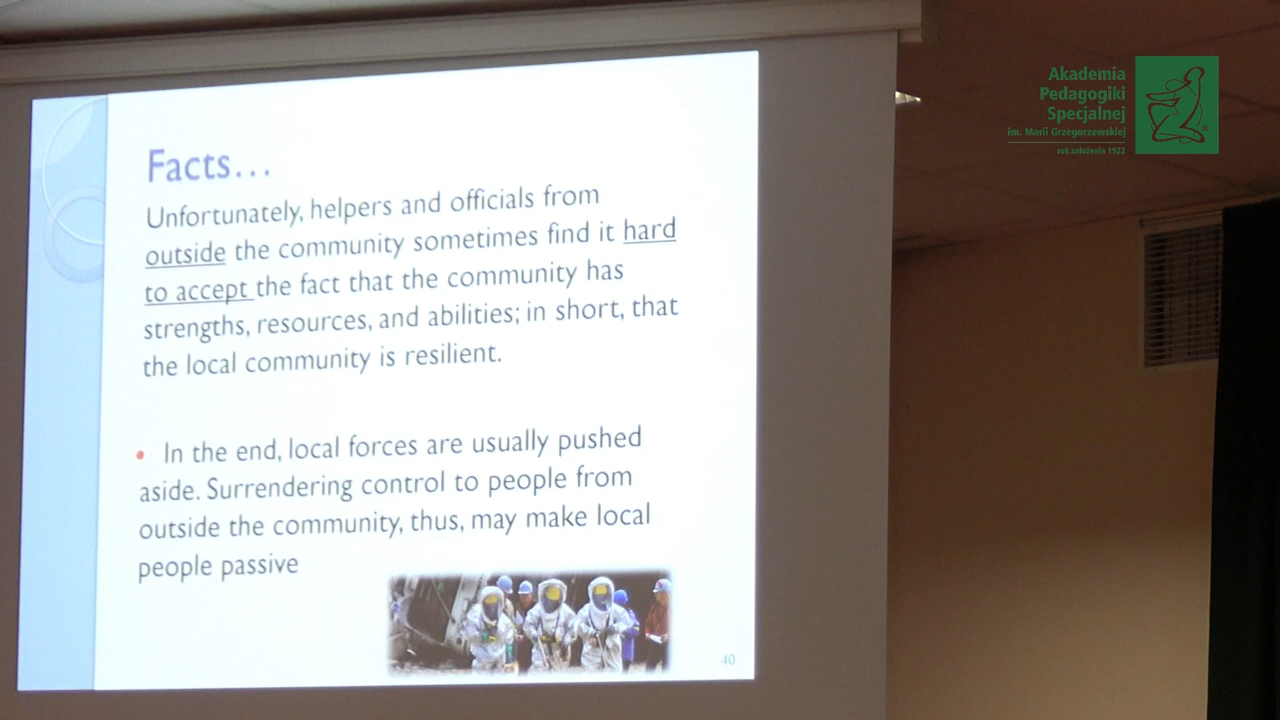 Facts...
Unfortunately, helpers and officials from
outside the community sometimes find it hard
to accept the fact that the community has
strengths, resources, and abilities; in short, that
the local community is resilient.
• In the end, local forces are usually pushed
aside. Surrendering control to people from
outside the community, thus, may make local
people passive
40
Akademia
Pedagogiki
Specjalnej
im. Marii Grzegorzewskiej
rok założenia 1922
®